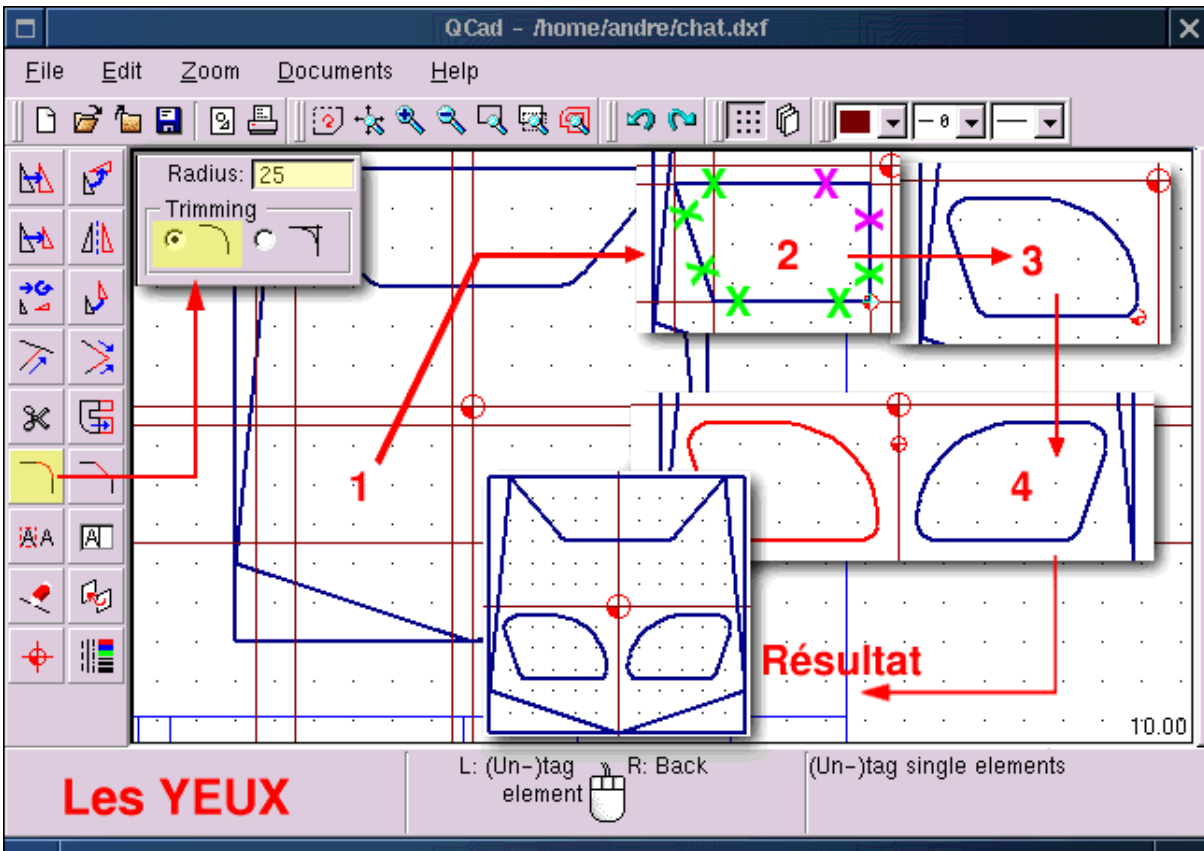 QCad - /home/andre/chat.dxf
File Edit Zoom Documents Help
0
Radius: 25
Trimming
1
2
3
4
A A
A
Résultat
10.00
Les YEUX
L: (Un-)tag element
R: Back
(Un-)tag single elements